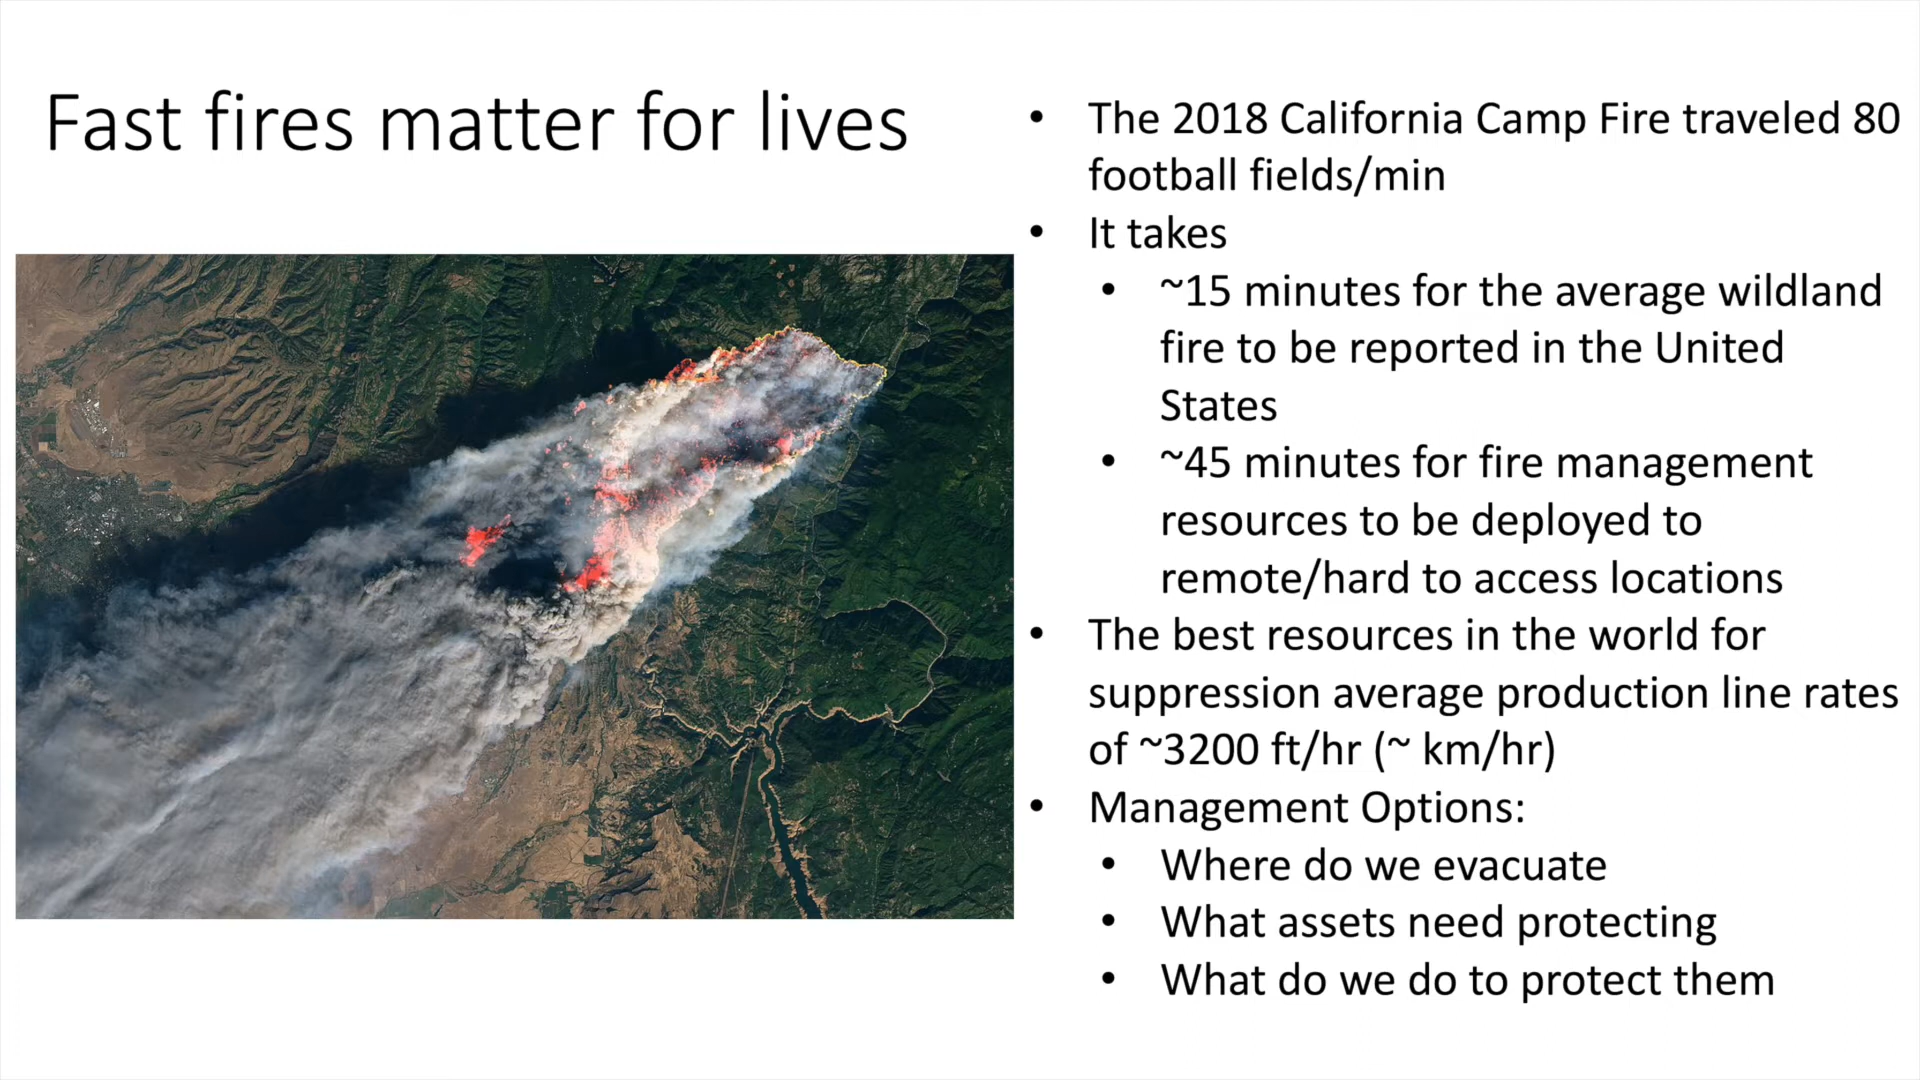 Fast fires matter for lives
• The 2018 California Camp Fire traveled 80
football fields/min
• It takes
• ~15 minutes for the average wildland
fire to be reported in the United
States
• ~45 minutes for fire management
resources to be deployed to
remote/hard to access locations
• The best resources in the world for
suppression average production line rates
of ~3200 ft/hr (~ km/hr)
• Management Options:
• Where do we evacuate
• What assets need protecting
• What do we do to protect them